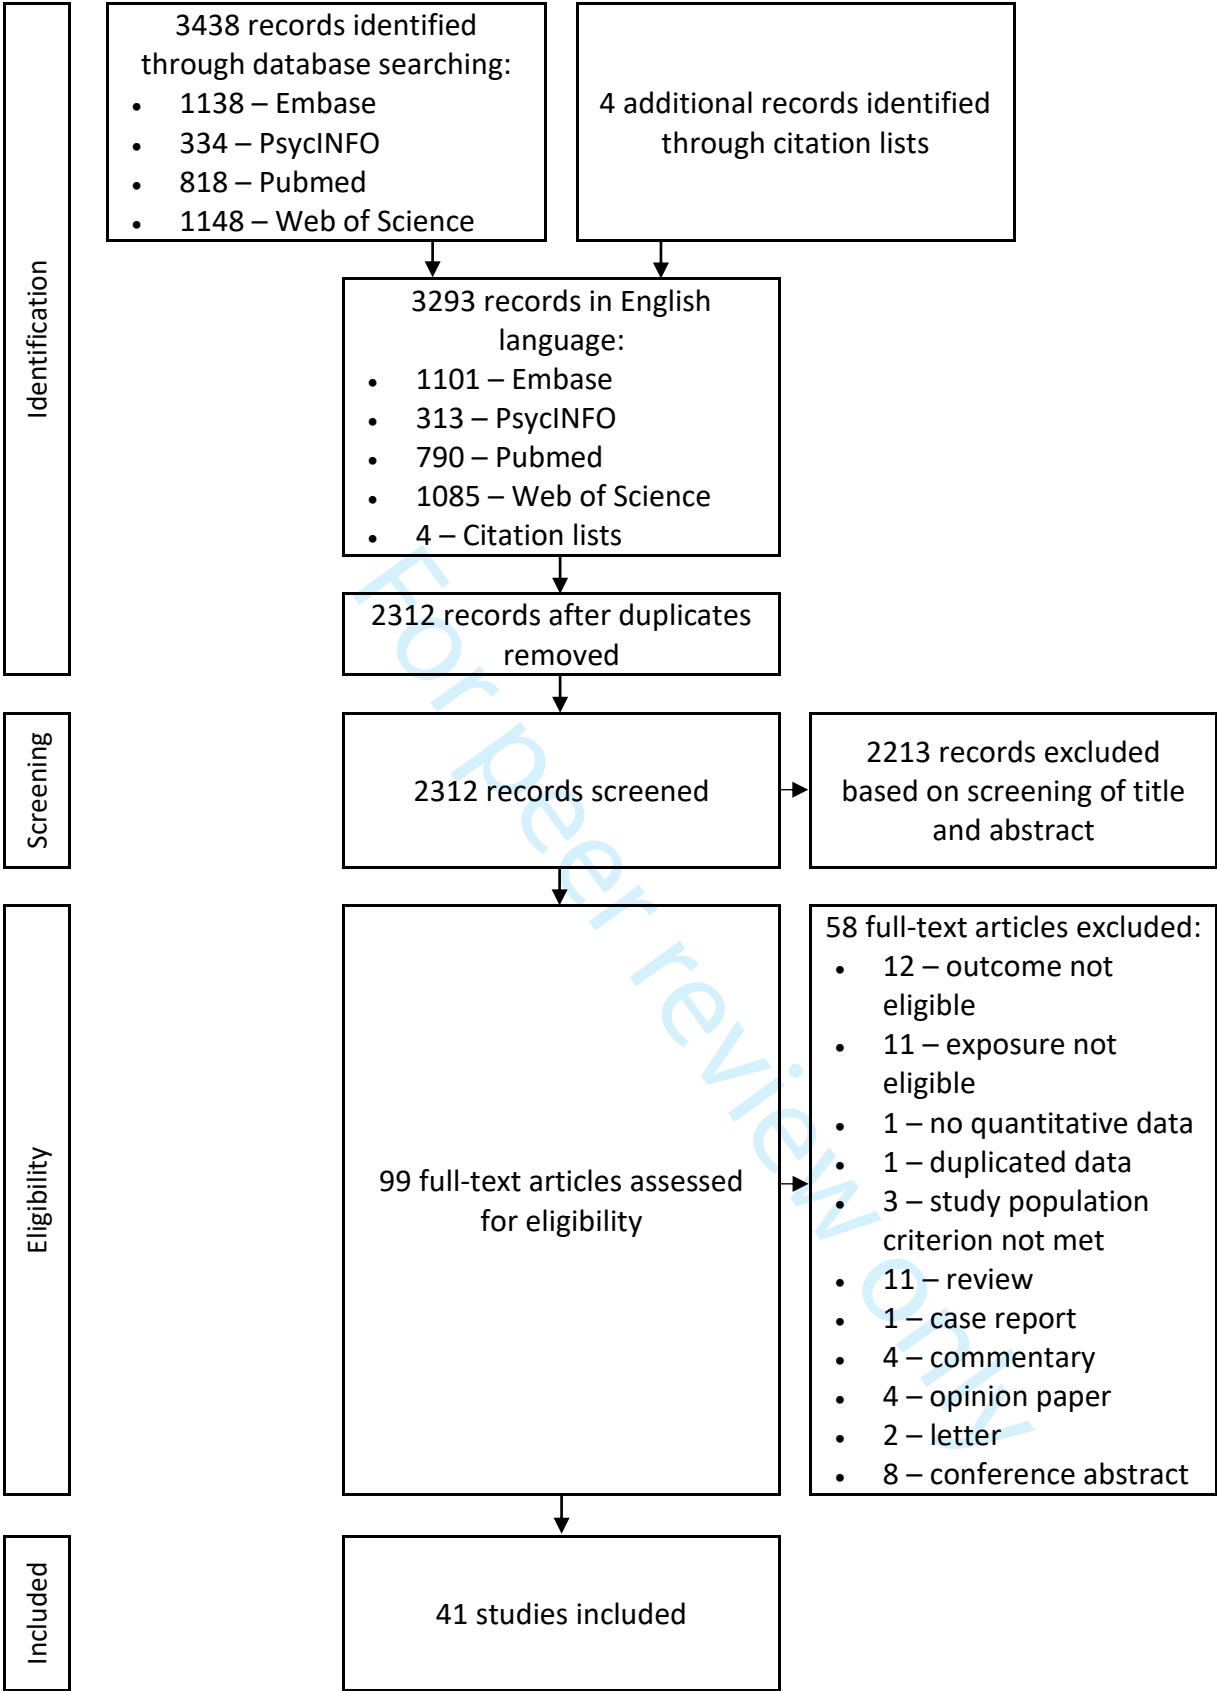 Identification
3438 records identified
through database searching:
• 1138 – Embase
• 334 – PsycINFO
• 818 – Pubmed
• 1148 – Web of Science
4 additional records identified
through citation lists
3293 records in English
language:
• 1101 – Embase
• 313 – PsycINFO
• 790 – Pubmed
• 1085 – Web of Science
• 4 – Citation lists
2312 records after duplicates
removed
Screening
2312 records screened
2213 records excluded
based on screening of title
and abstract
Eligibility
99 full-text articles assessed
for eligibility
58 full-text articles excluded:
• 12 – outcome not
eligible
• 11 – exposure not
eligible
• 1 – no quantitative data
• 1 – duplicated data
• 3 – study population
criterion not met
• 11 – review
• 1 – case report
• 4 – commentary
• 4 – opinion paper
• 2 – letter
• 8 – conference abstract
Included
41 studies included
For peer review only